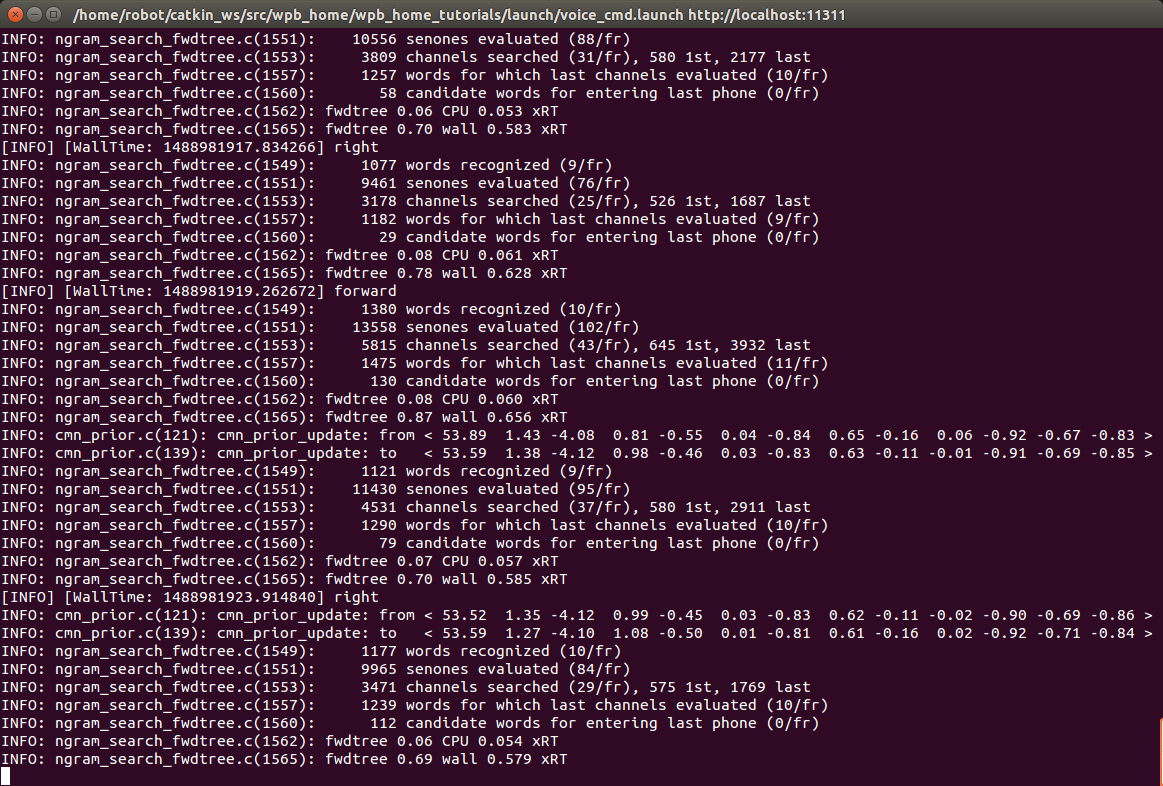 /home/robot/catkin_ws/src/wpb_home/wpb_home_tutorials/launch/voice_cmd.launch http://localhost:11311
INFO: ngram_search_fwdtree.c(1551):    10556 senones evaluated (88/fr)
INFO: ngram_search_fwdtree.c(1553):     3809 channels searched (31/fr), 580 1st, 2177 last
INFO: ngram_search_fwdtree.c(1557):     1257 words for which last channels evaluated (10/fr)
INFO: ngram_search_fwdtree.c(1560):       58 candidate words for entering last phone (0/fr)
INFO: ngram_search_fwdtree.c(1562): fwdtree 0.06 CPU 0.053 xRT
INFO: ngram_search_fwdtree.c(1565): fwdtree 0.70 wall 0.583 xRT
[INFO] [WallTime: 1488981917.834266] right
INFO: ngram_search_fwdtree.c(1549):     1077 words recognized (9/fr)
INFO: ngram_search_fwdtree.c(1551):     9461 senones evaluated (76/fr)
INFO: ngram_search_fwdtree.c(1553):     3178 channels searched (25/fr), 526 1st, 1687 last
INFO: ngram_search_fwdtree.c(1557):     1182 words for which last channels evaluated (9/fr)
INFO: ngram_search_fwdtree.c(1560):       29 candidate words for entering last phone (0/fr)
INFO: ngram_search_fwdtree.c(1562): fwdtree 0.08 CPU 0.061 xRT
INFO: ngram_search_fwdtree.c(1565): fwdtree 0.78 wall 0.628 xRT
[INFO] [WallTime: 1488981919.262672] forward
INFO: ngram_search_fwdtree.c(1549):     1380 words recognized (10/fr)
INFO: ngram_search_fwdtree.c(1551):    13558 senones evaluated (102/fr)
INFO: ngram_search_fwdtree.c(1553):     5815 channels searched (43/fr), 645 1st, 3932 last
INFO: ngram_search_fwdtree.c(1557):     1475 words for which last channels evaluated (11/fr)
INFO: ngram_search_fwdtree.c(1560):      130 candidate words for entering last phone (0/fr)
INFO: ngram_search_fwdtree.c(1562): fwdtree 0.08 CPU 0.060 xRT
INFO: ngram_search_fwdtree.c(1565): fwdtree 0.87 wall 0.656 xRT
INFO: cmn_prior.c(121): cmn_prior_update: from < 53.89  1.43 -4.08  0.81 -0.55  0.04 -0.84  0.65 -0.16  0.06 -0.92 -0.67 -0.83 >
INFO: cmn_prior.c(139): cmn_prior_update: to   < 53.59  1.38 -4.12  0.98 -0.46  0.03 -0.83  0.63 -0.11 -0.01 -0.91 -0.69 -0.85 >
INFO: ngram_search_fwdtree.c(1549):     1121 words recognized (9/fr)
INFO: ngram_search_fwdtree.c(1551):    11430 senones evaluated (95/fr)
INFO: ngram_search_fwdtree.c(1553):     4531 channels searched (37/fr), 580 1st, 2911 last
INFO: ngram_search_fwdtree.c(1557):     1290 words for which last channels evaluated (10/fr)
INFO: ngram_search_fwdtree.c(1560):       79 candidate words for entering last phone (0/fr)
INFO: ngram_search_fwdtree.c(1562): fwdtree 0.07 CPU 0.057 xRT
INFO: ngram_search_fwdtree.c(1565): fwdtree 0.70 wall 0.585 xRT
[INFO] [WallTime: 1488981923.914840] right
INFO: cmn_prior.c(121): cmn_prior_update: from < 53.52  1.35 -4.12  0.99 -0.45  0.03 -0.83  0.62 -0.11 -0.02 -0.90 -0.69 -0.86 >
INFO: cmn_prior.c(139): cmn_prior_update: to   < 53.59  1.27 -4.10  1.08 -0.50  0.01 -0.81  0.61 -0.16  0.02 -0.92 -0.71 -0.84 >
INFO: ngram_search_fwdtree.c(1549):     1177 words recognized (10/fr)
INFO: ngram_search_fwdtree.c(1551):     9965 senones evaluated (84/fr)
INFO: ngram_search_fwdtree.c(1553):     3471 channels searched (29/fr), 575 1st, 1769 last
INFO: ngram_search_fwdtree.c(1557):     1239 words for which last channels evaluated (10/fr)
INFO: ngram_search_fwdtree.c(1560):      112 candidate words for entering last phone (0/fr)
INFO: ngram_search_fwdtree.c(1562): fwdtree 0.06 CPU 0.054 xRT
INFO: ngram_search_fwdtree.c(1565): fwdtree 0.69 wall 0.579 xRT